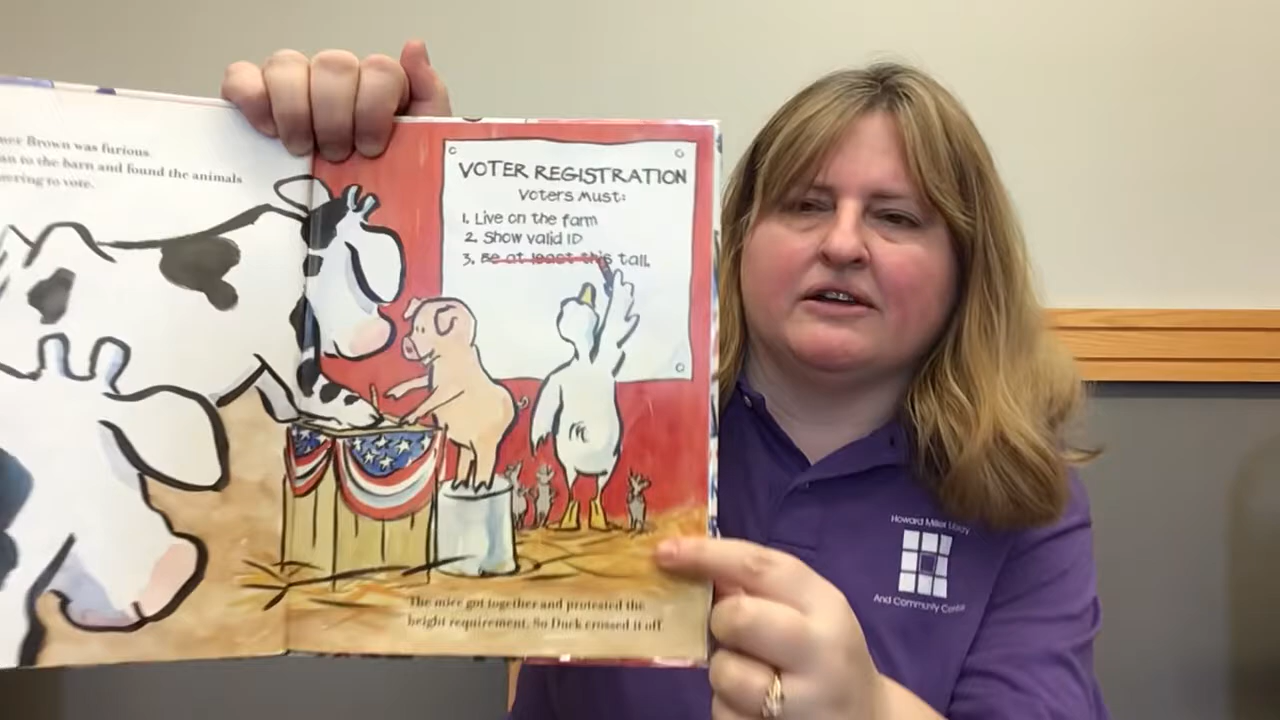 Brown was furious.
to the barn and found the animals
to vote.
VOTER REGISTRATION
Voters Must:
1. Live on the farm
2. Show valid ID
3. Be at least this tall.
The mice got together and protested the
height requirement. So Duck crossed it off.
Howard Miller Library
And Community Center